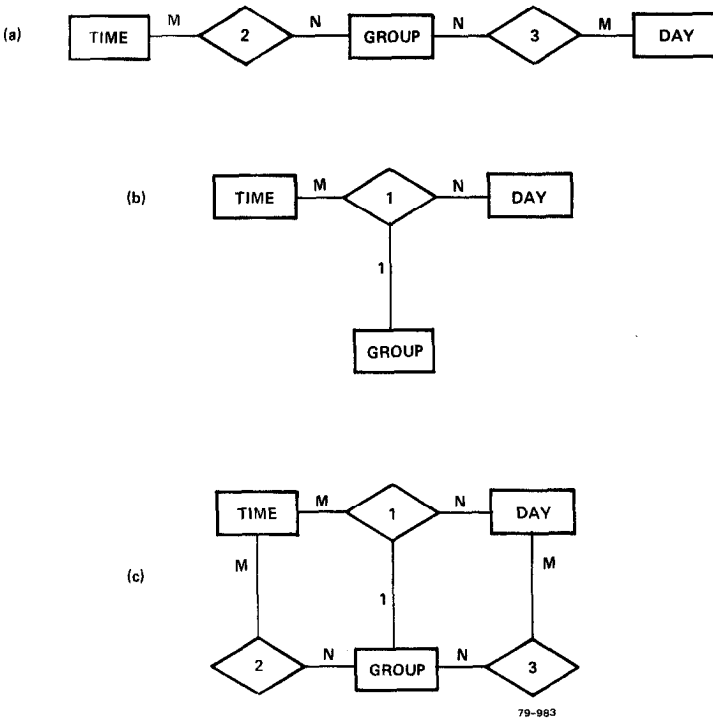 (a) TIME M 2 N GROUP N 3 M DAY
(b) TIME M 1 N DAY
1
GROUP
(c) TIME M 1 N DAY
M 1 M
2 N GROUP N 3
79-983